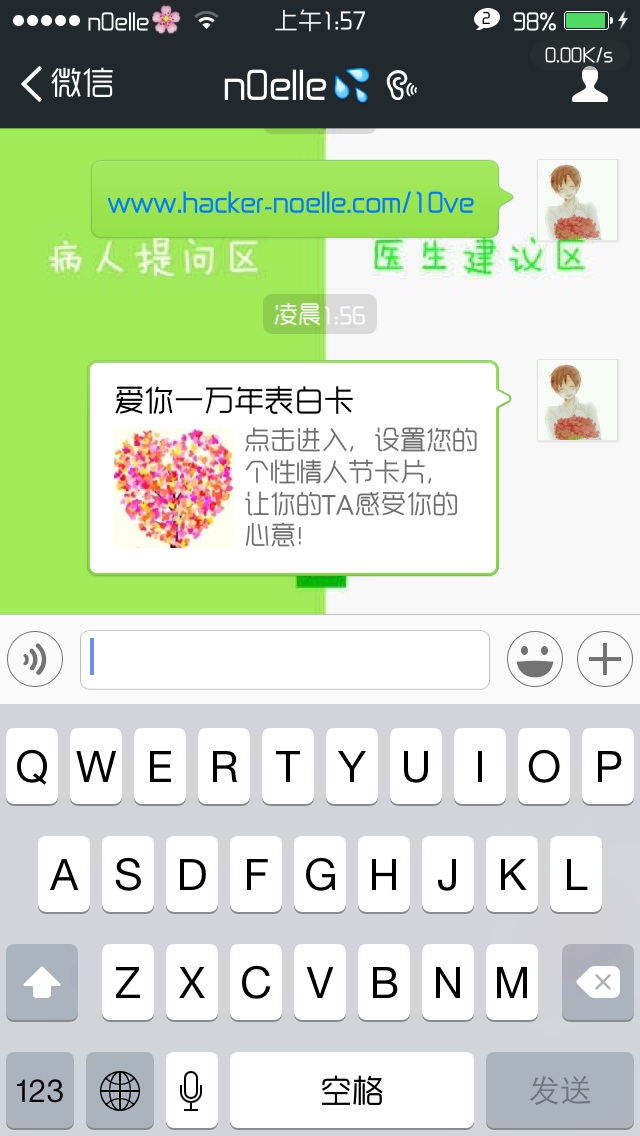 n0elle🌸 上午1:57 2 98%
0.00K/s
微信 n0elle💦
www.hacker-noelle.com/10ve
病人提问区 医生建议区
凌晨1:56
爱你一万年表白卡
点击进入，设置您的
个性情人节卡片，
让你的TA感受你的
心意!
Q W E R T Y U I O P
A S D F G H J K L
Z X C V B N M
123 空格 发送